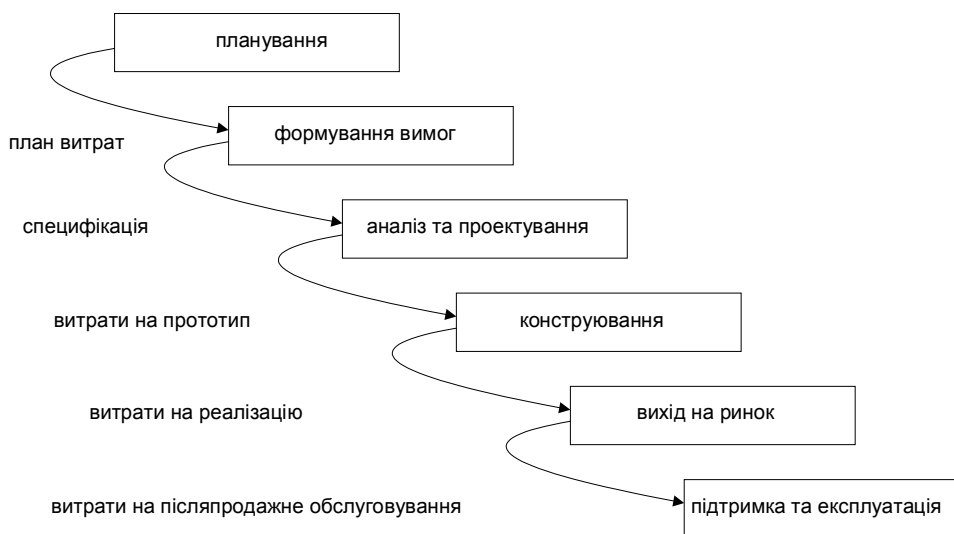 планування
формування вимог
план витрат
специфікація
аналіз та проектування
витрати на прототип
конструювання
витрати на реалізацію
вихід на ринок
витрати на післяпродажне обслуговування
підтримка та експлуатація